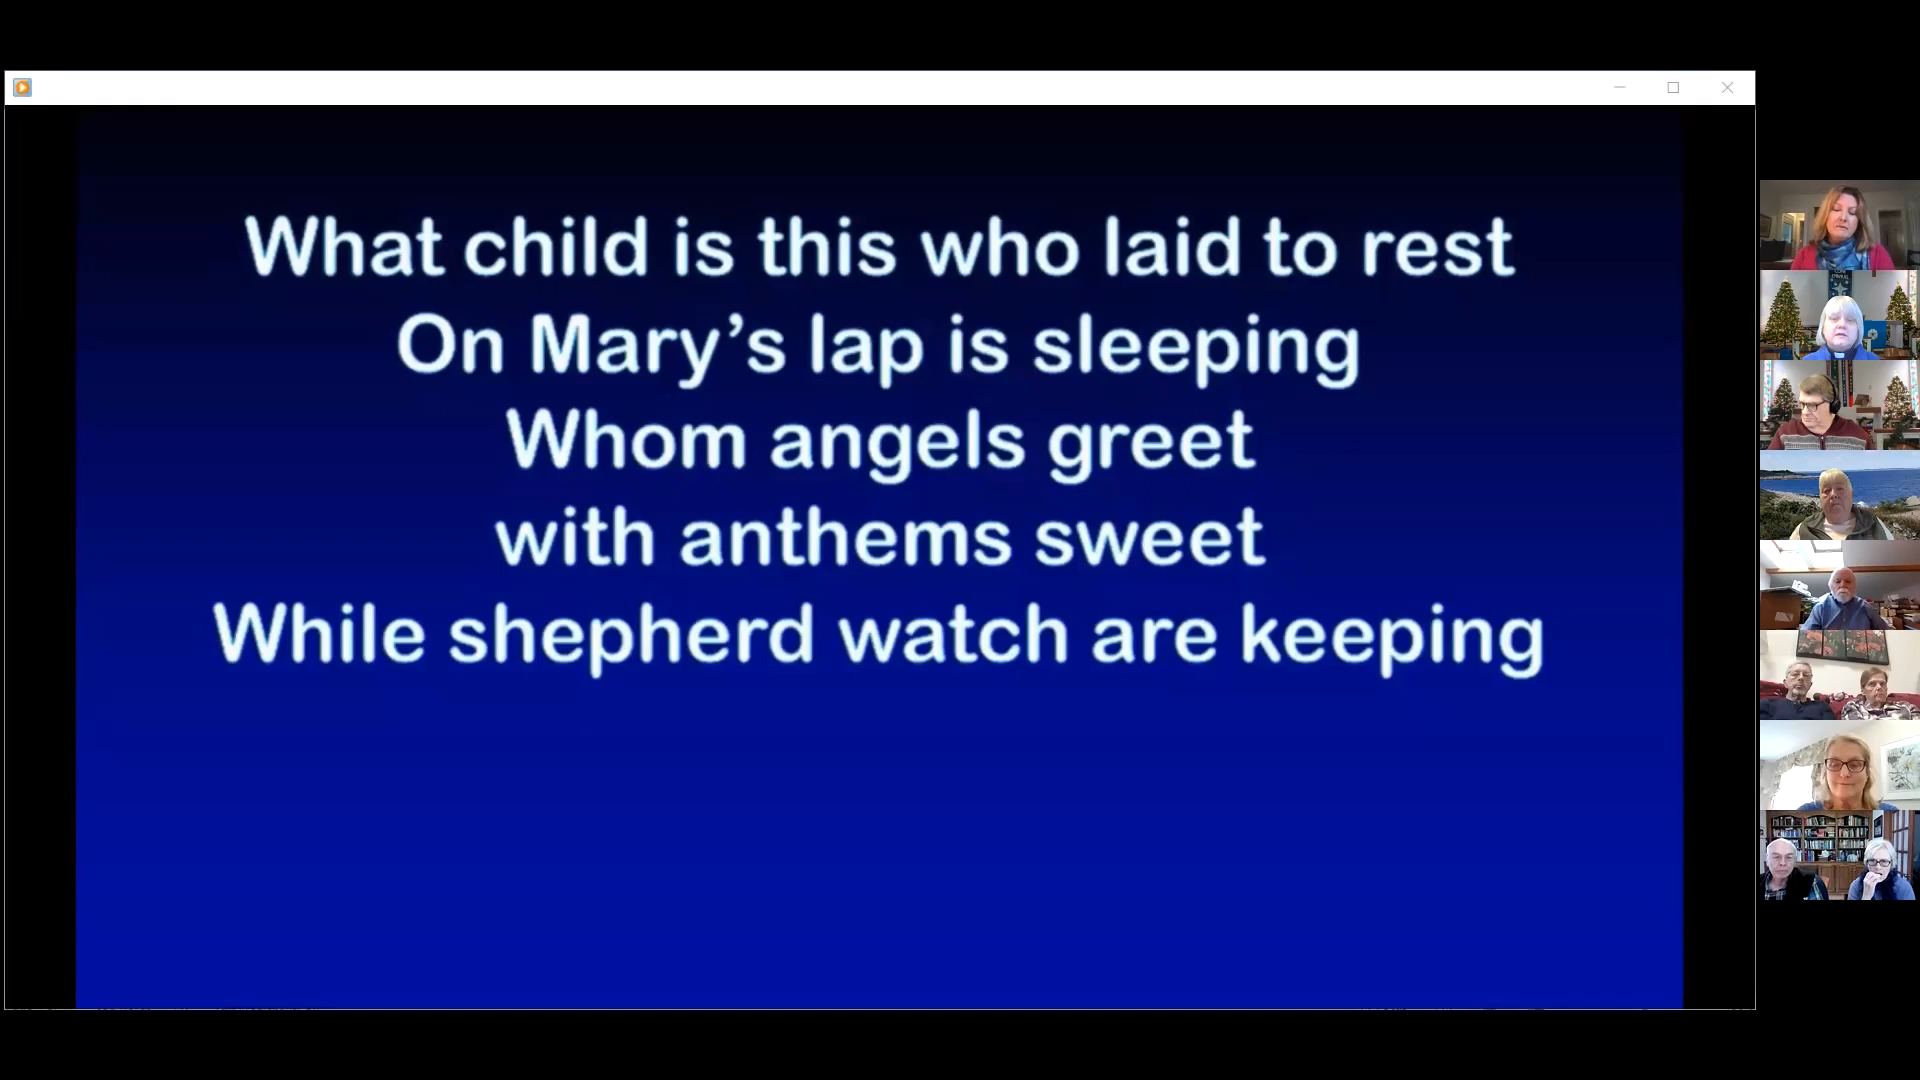 What child is this who laid to rest
On Mary’s lap is sleeping
Whom angels greet
with anthems sweet
While shepherd watch are keeping